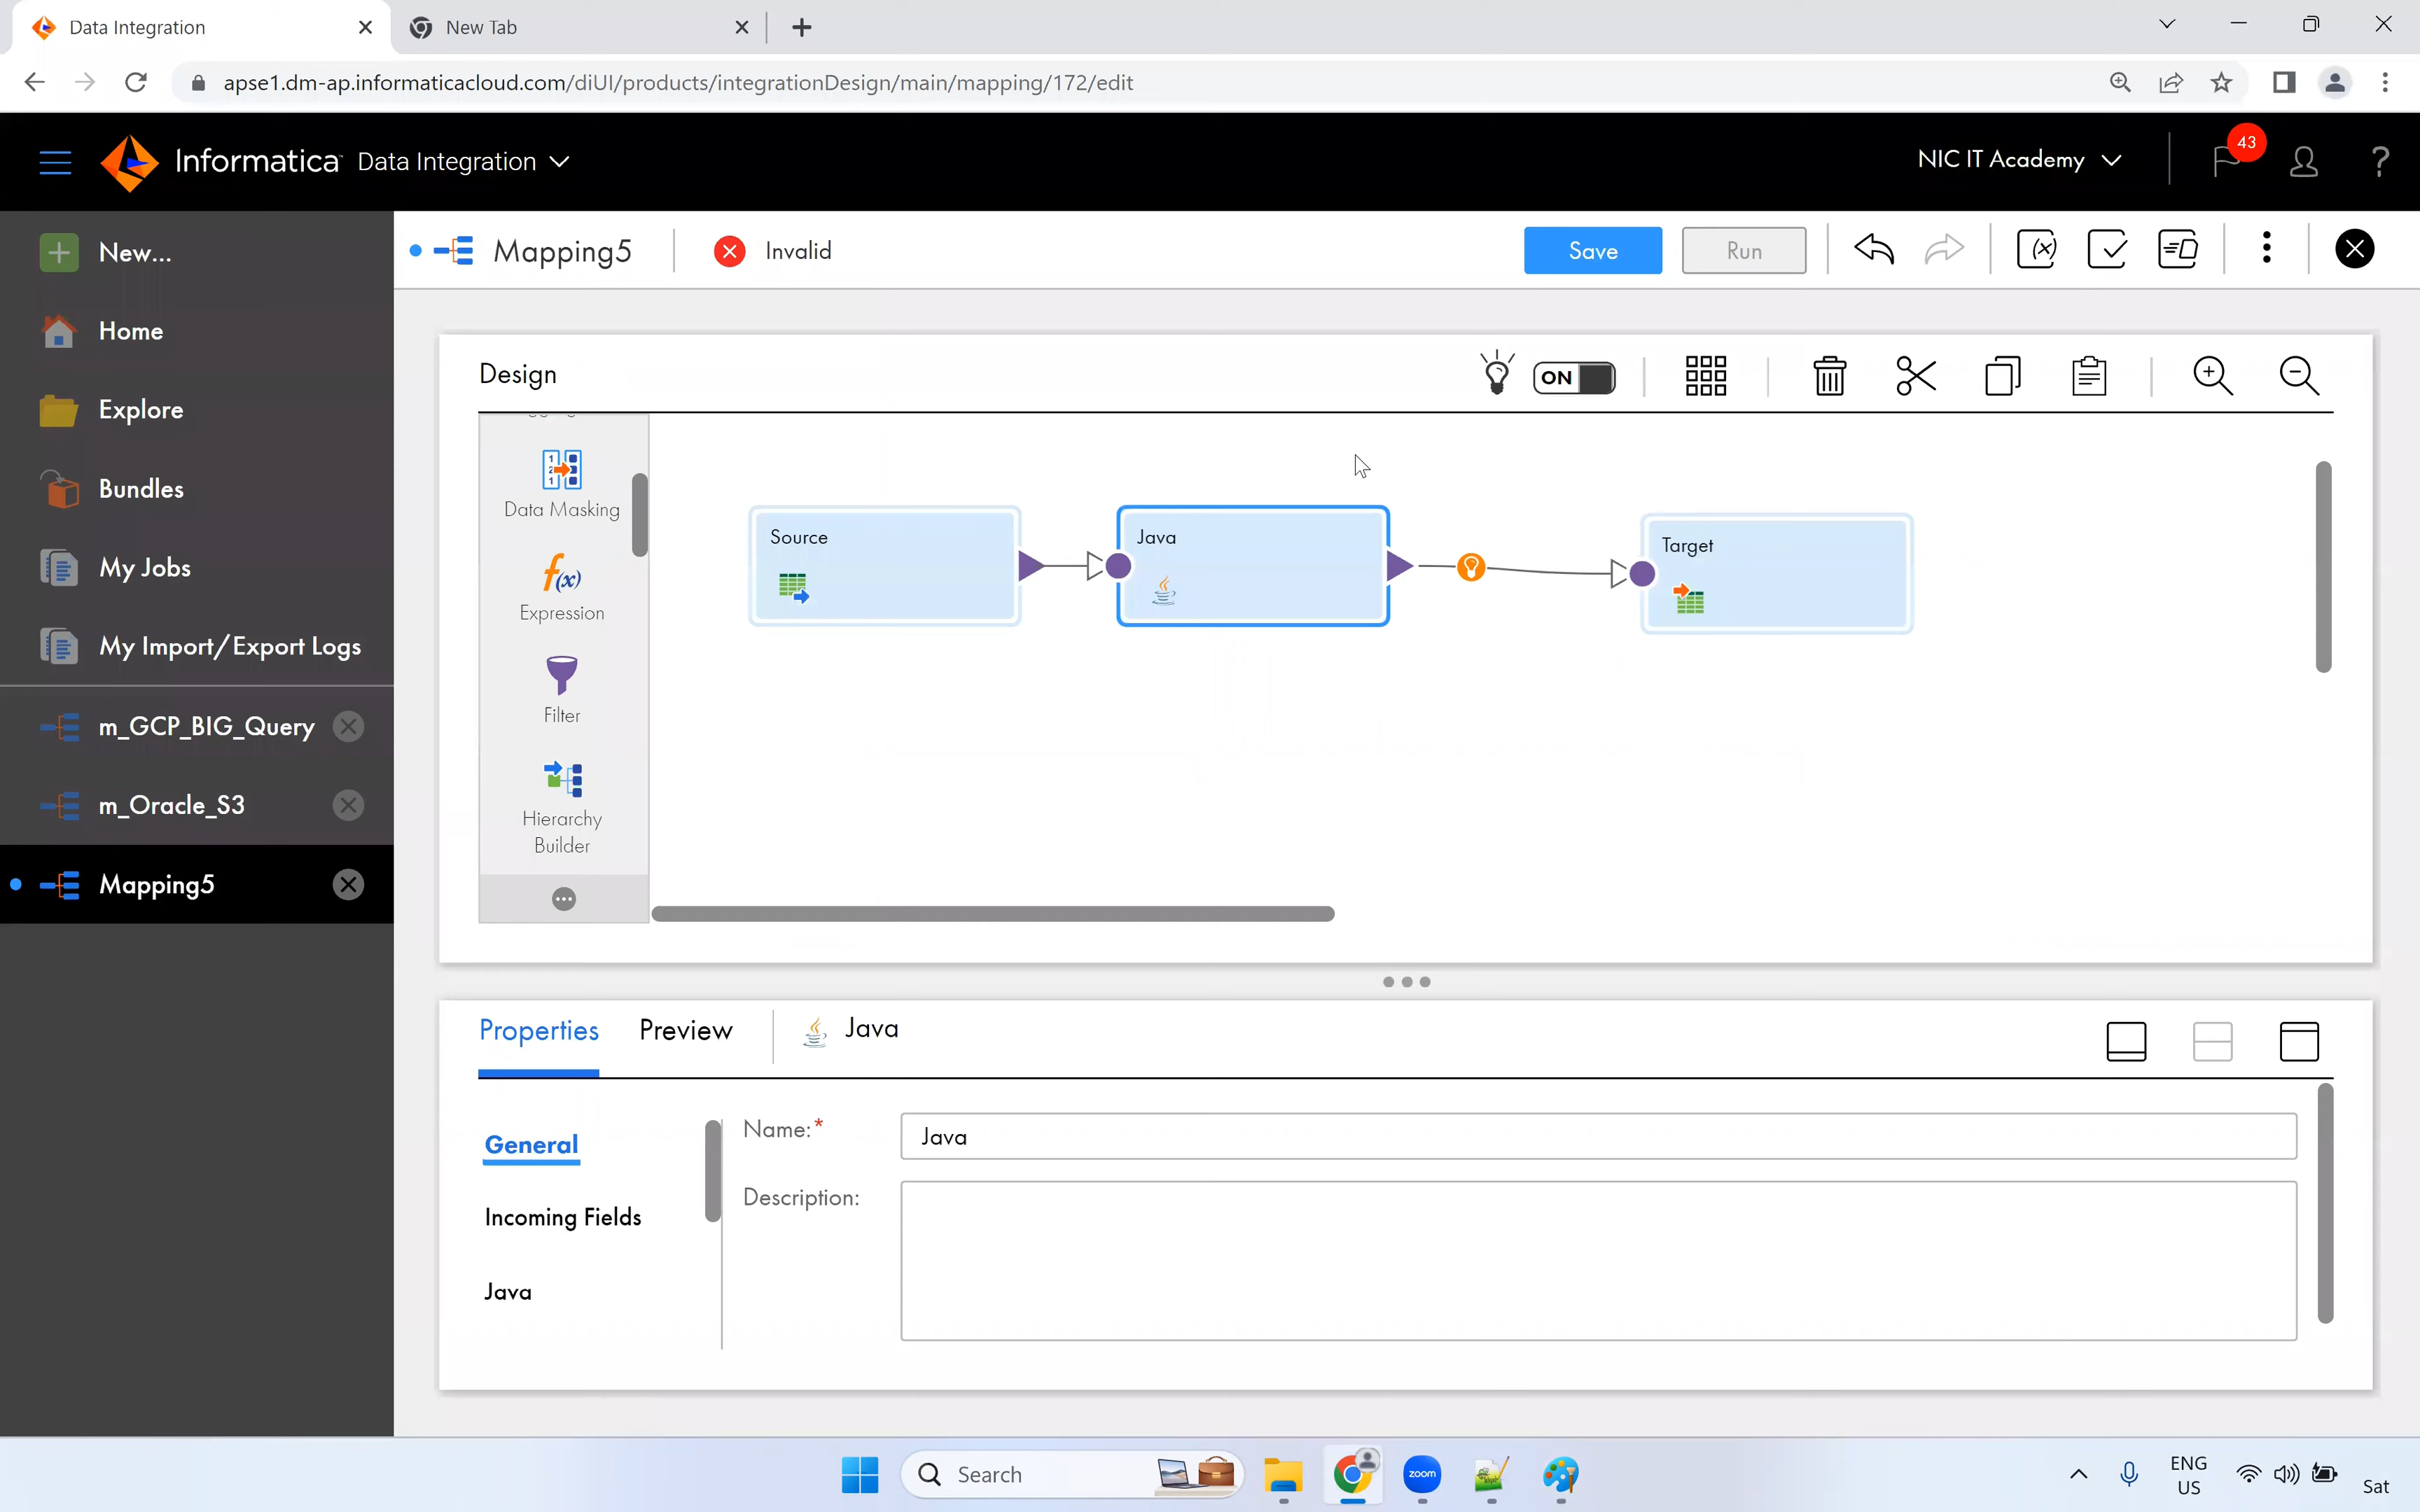 Data Integration
New Tab
apse1.dm-ap.informaticacloud.com/diUI/products/integrationDesign/main/mapping/172/edit
Informatica Data Integration
NIC IT Academy
43
?
New...
Home
Explore
Bundles
My Jobs
My Import/Export Logs
m_GCP_BIG_Query
m_Oracle_S3
Mapping5
Mapping5
Invalid
Save
Run
Design
ON
Data Masking
Expression
Filter
Hierarchy
Builder
Source
Java
Target
Properties
Preview
Java
General
Incoming Fields
Java
Name:*
Java
Description:
Search
zoom
ENG
US
Sat